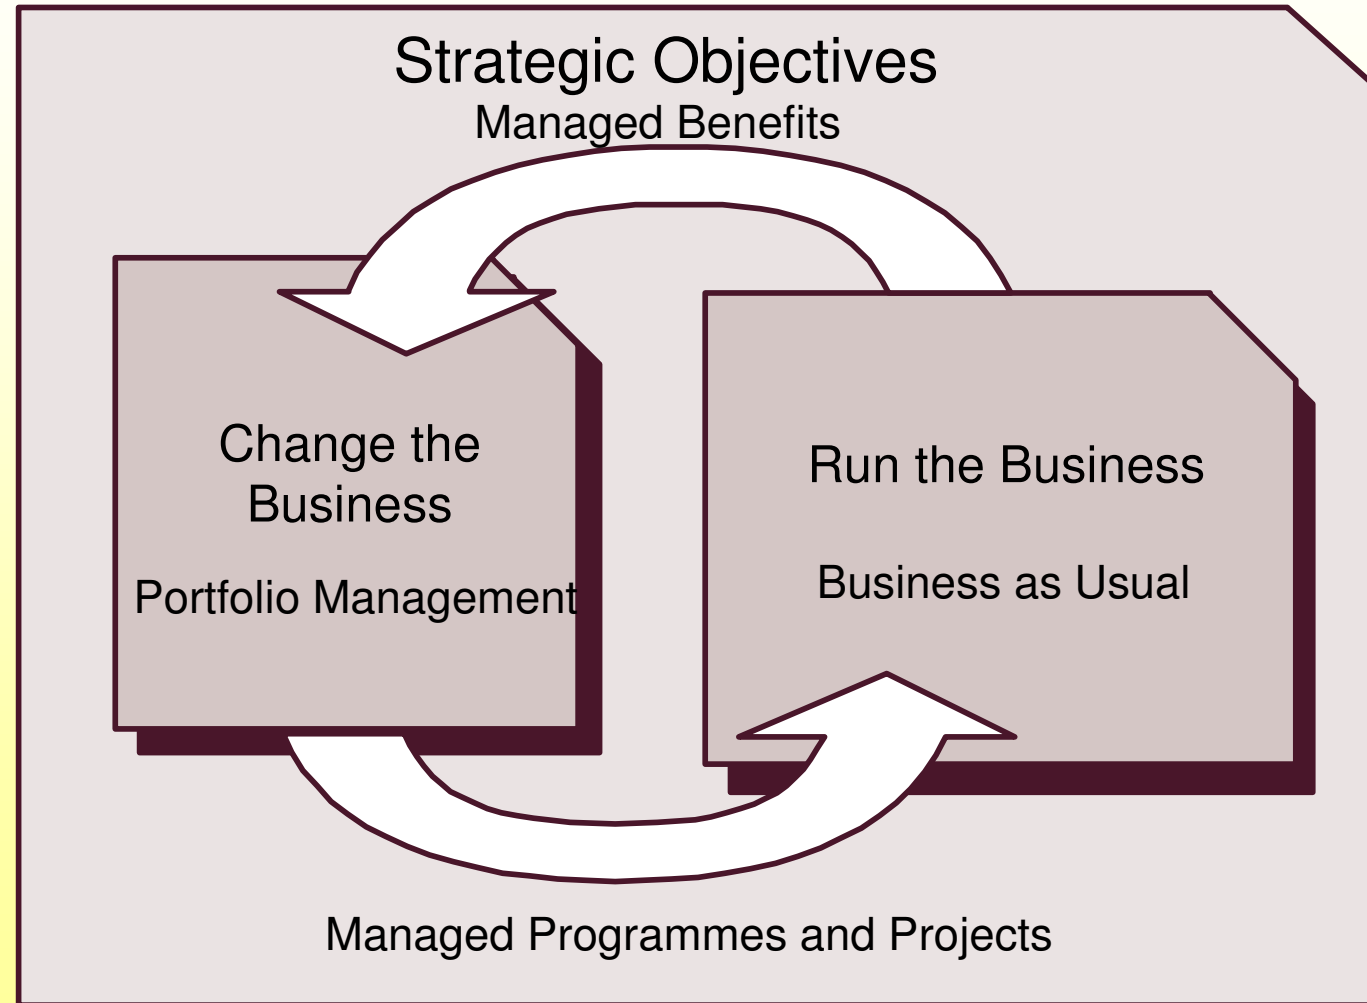 Strategic Objectives
Managed Benefits
Change the
Business
Portfolio Management
Run the Business
Business as Usual
Managed Programmes and Projects